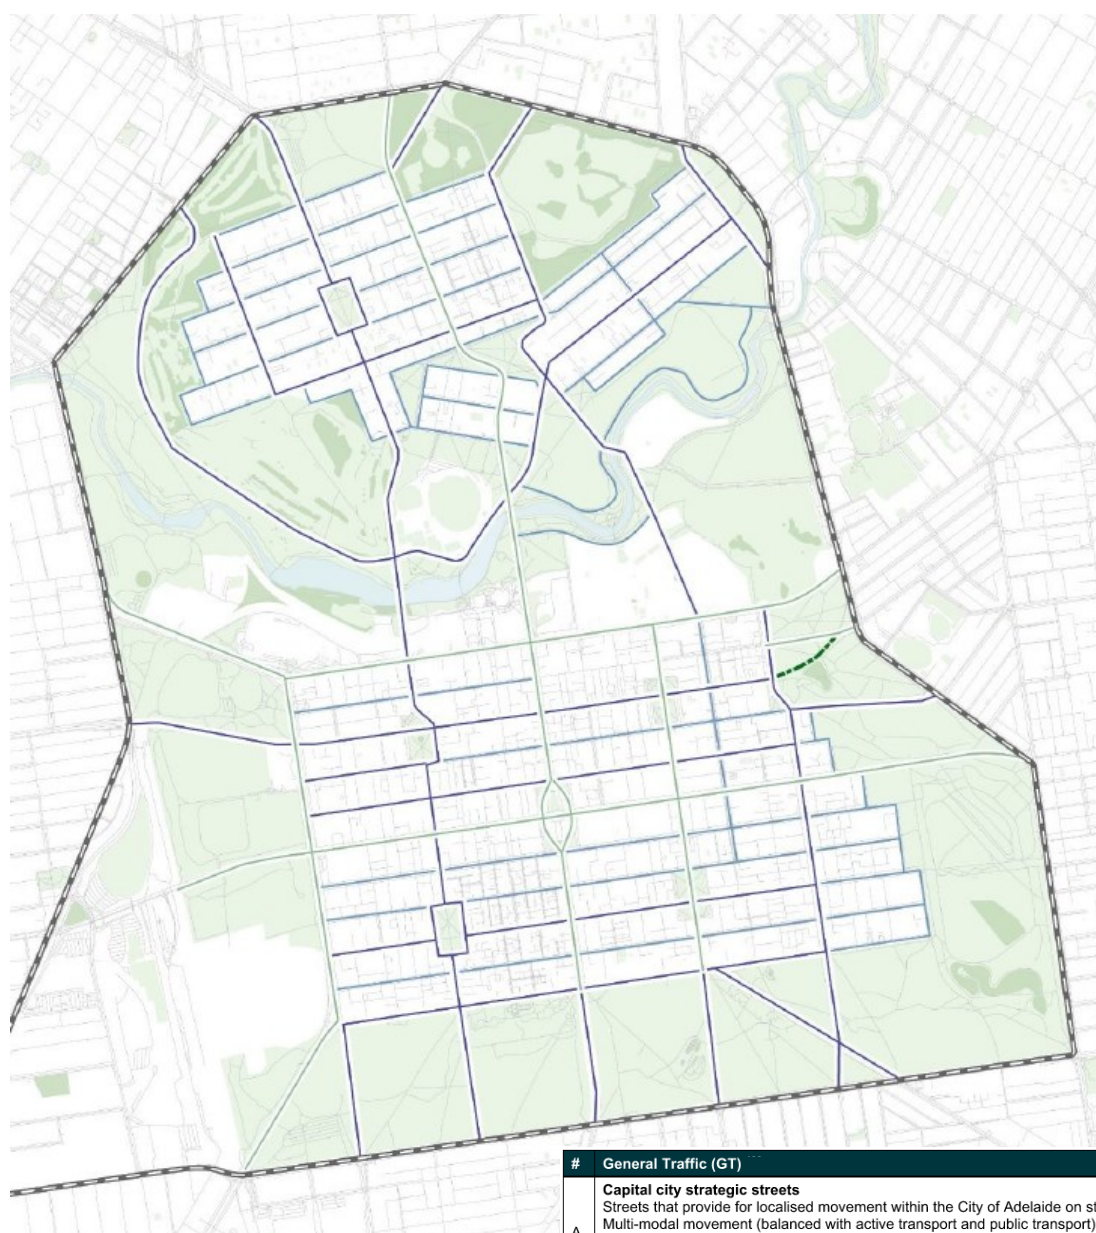 # General Traffic (GT)
Capital city strategic streets
Streets that provide for localised movement within the City of Adelaide on st
Multi-modal movement (balanced with active transport and public transport)
A